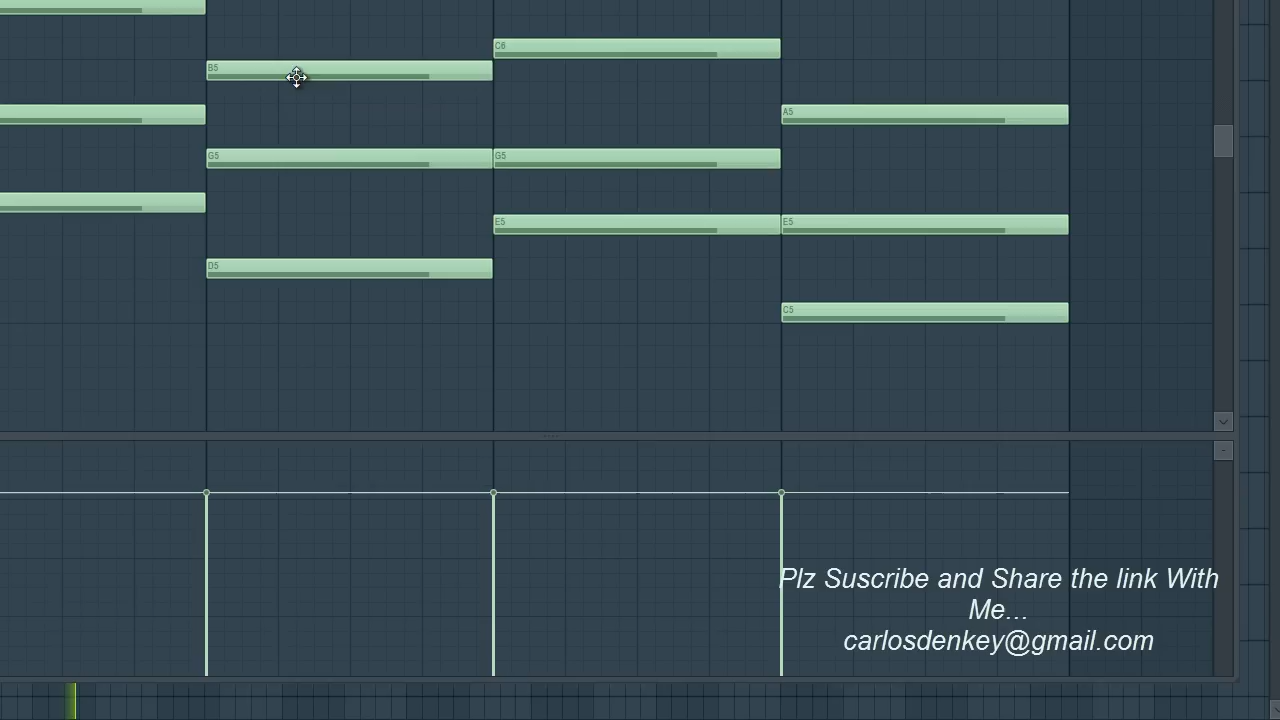 C6
B5
A5
G5
G5
E5
E5
D5
C5
Plz Suscribe and Share the link With
Me...
carlosdenkey@gmail.com